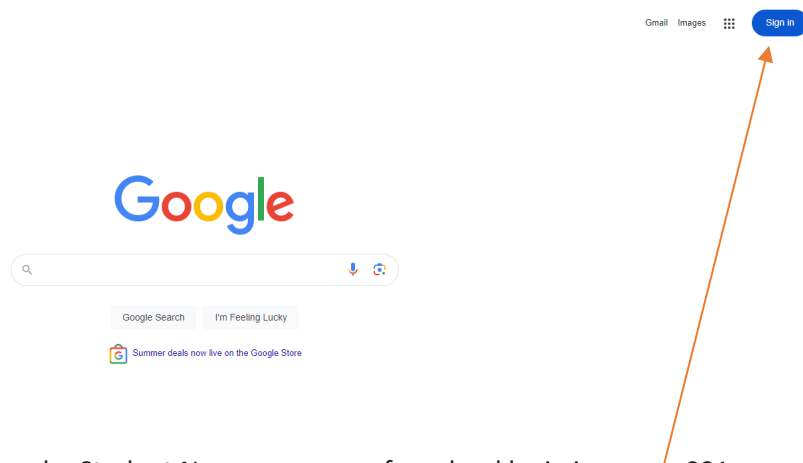 Gmail Images Sign in
Google
Google Search I'm Feeling Lucky
G Summer deals now live on the Google Store